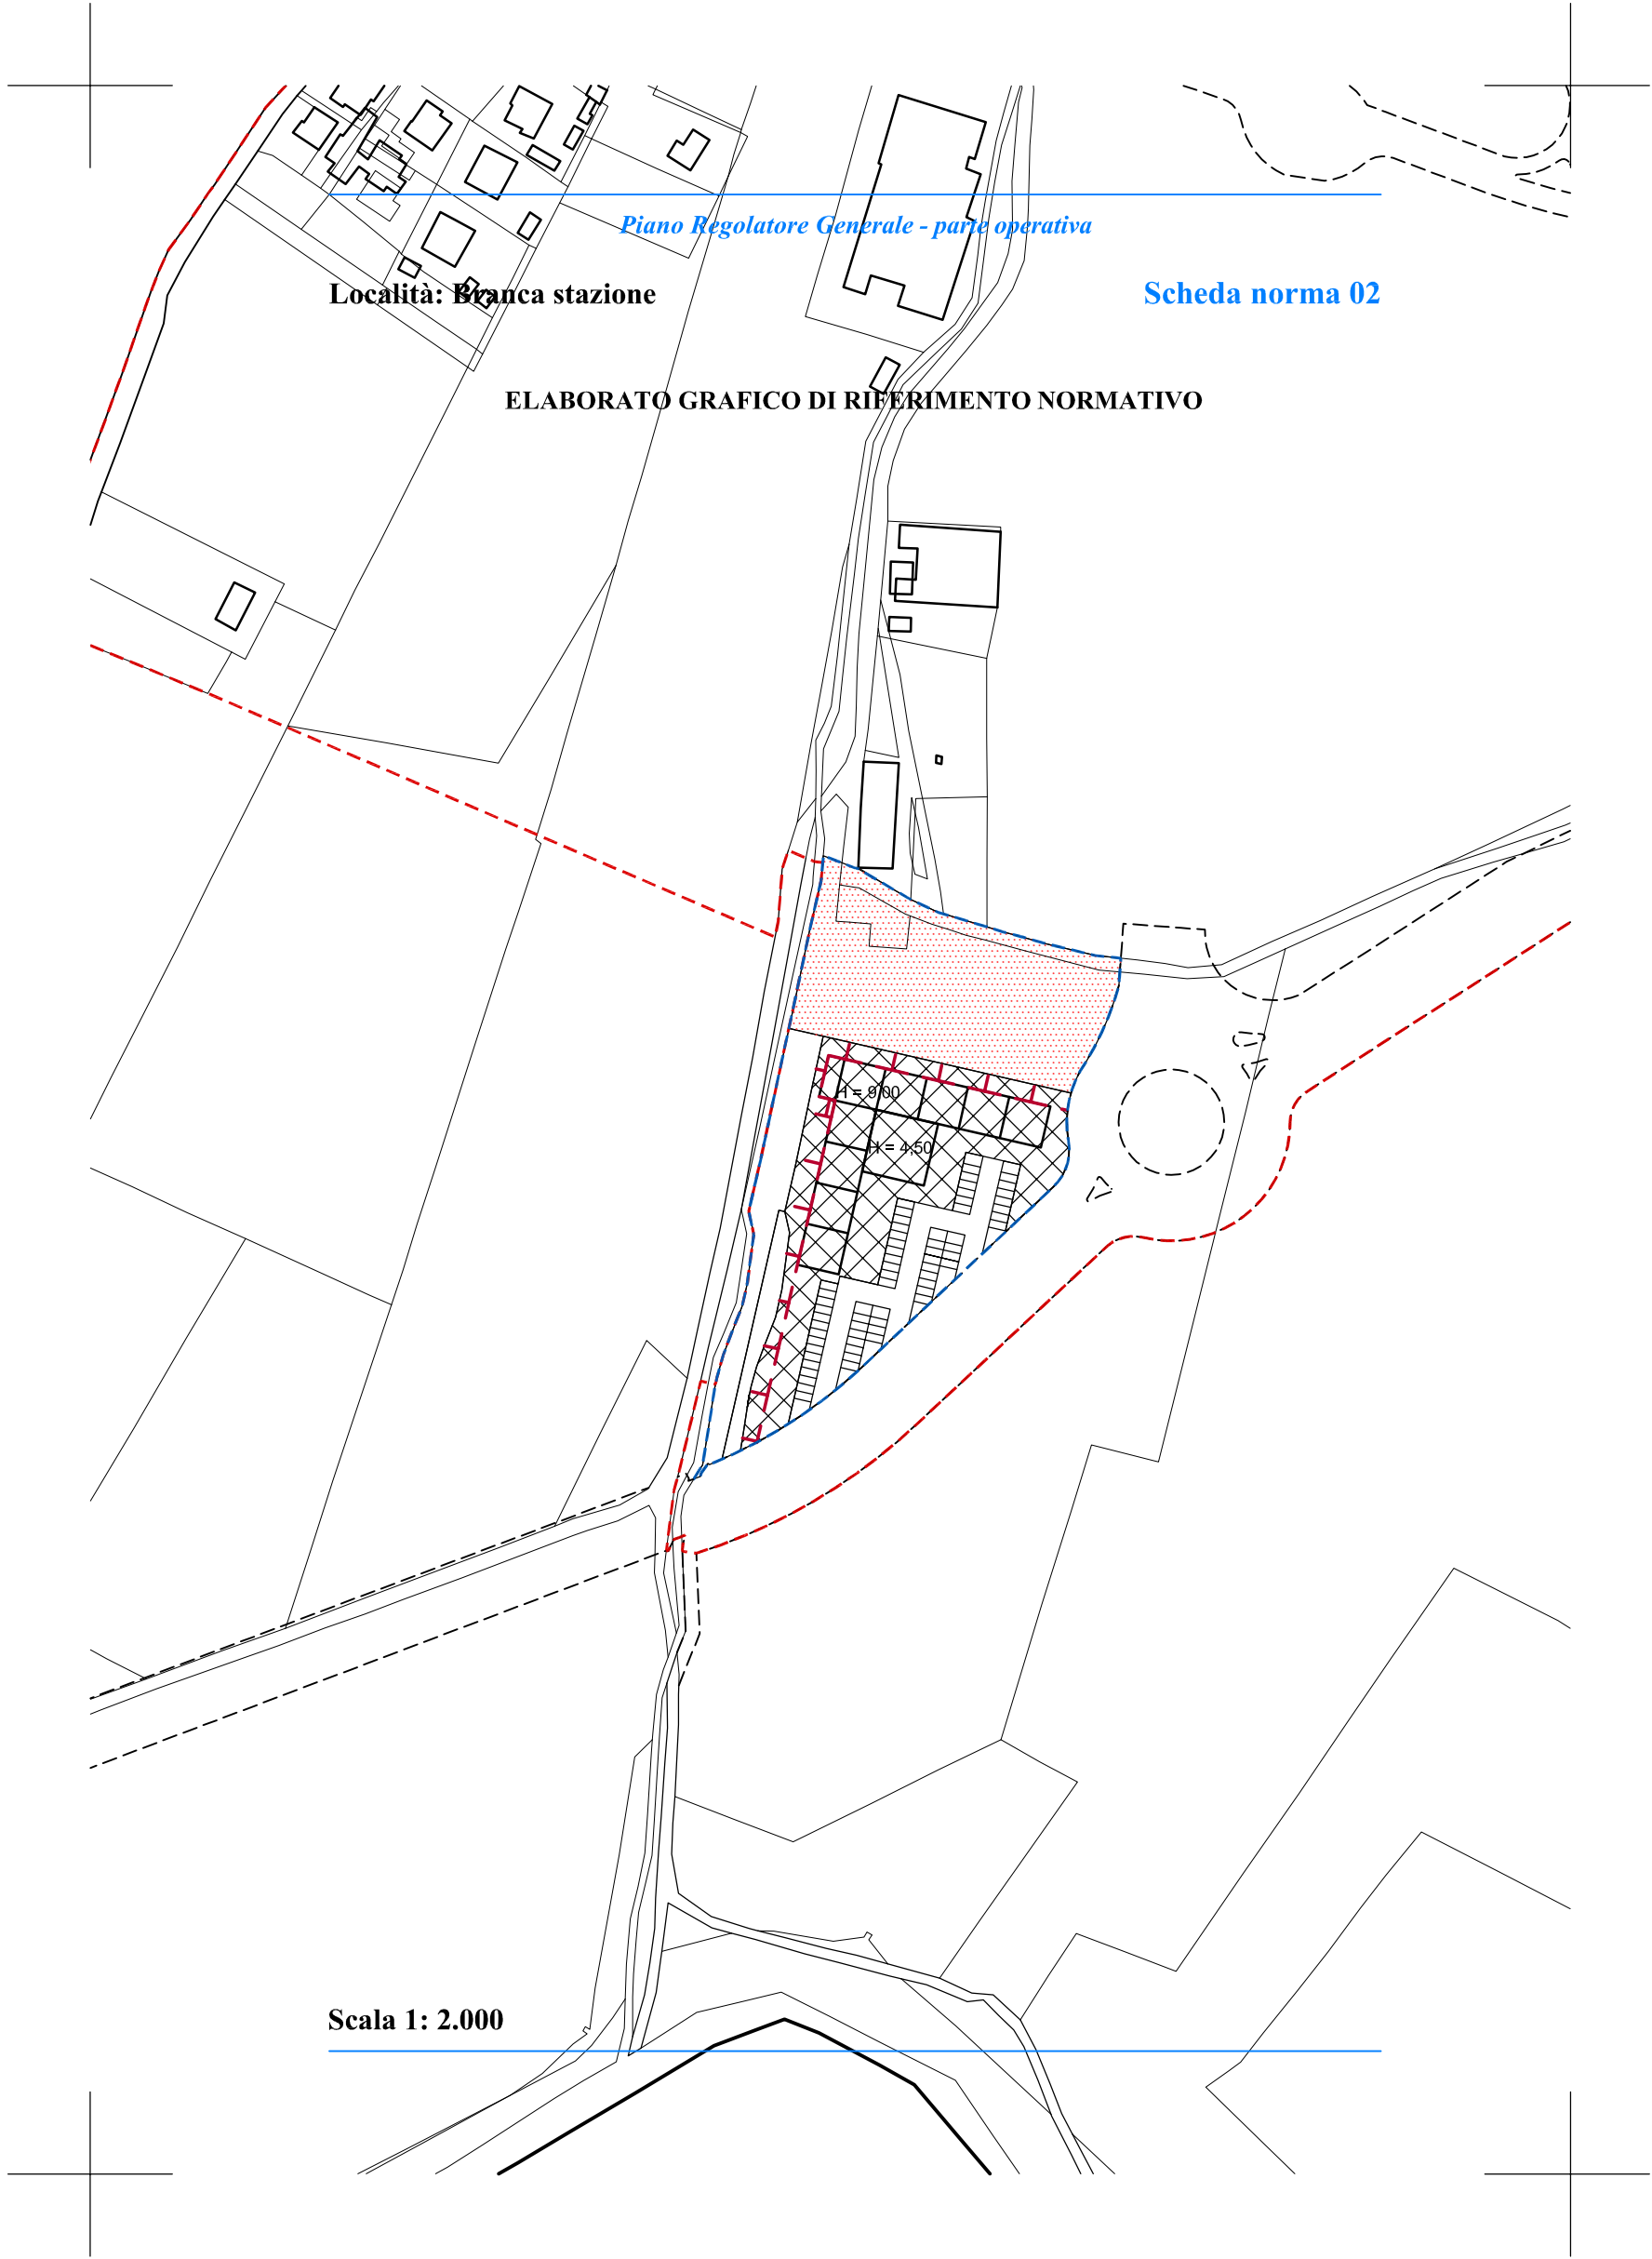 Piano Regolatore Generale - parte operativa
Località: Branca stazione
Scheda norma 02
ELABORATO GRAFICO DI RIFERIMENTO NORMATIVO
H = 9,00
H = 4,50
Scala 1: 2.000